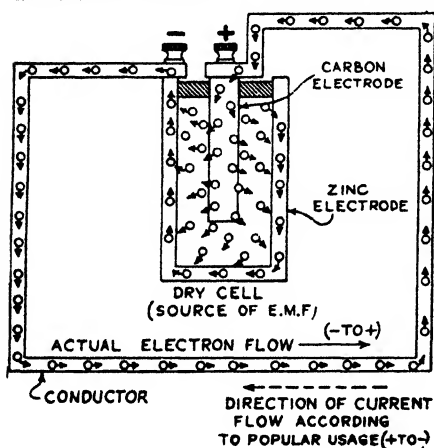 − +
CARBON
ELECTRODE
ZINC
ELECTRODE
DRY CELL
(SOURCE OF E.M.F)
ACTUAL ELECTRON FLOW (-TO+)
CONDUCTOR
DIRECTION OF CURRENT
FLOW ACCORDING
TO POPULAR USAGE (+TO-)